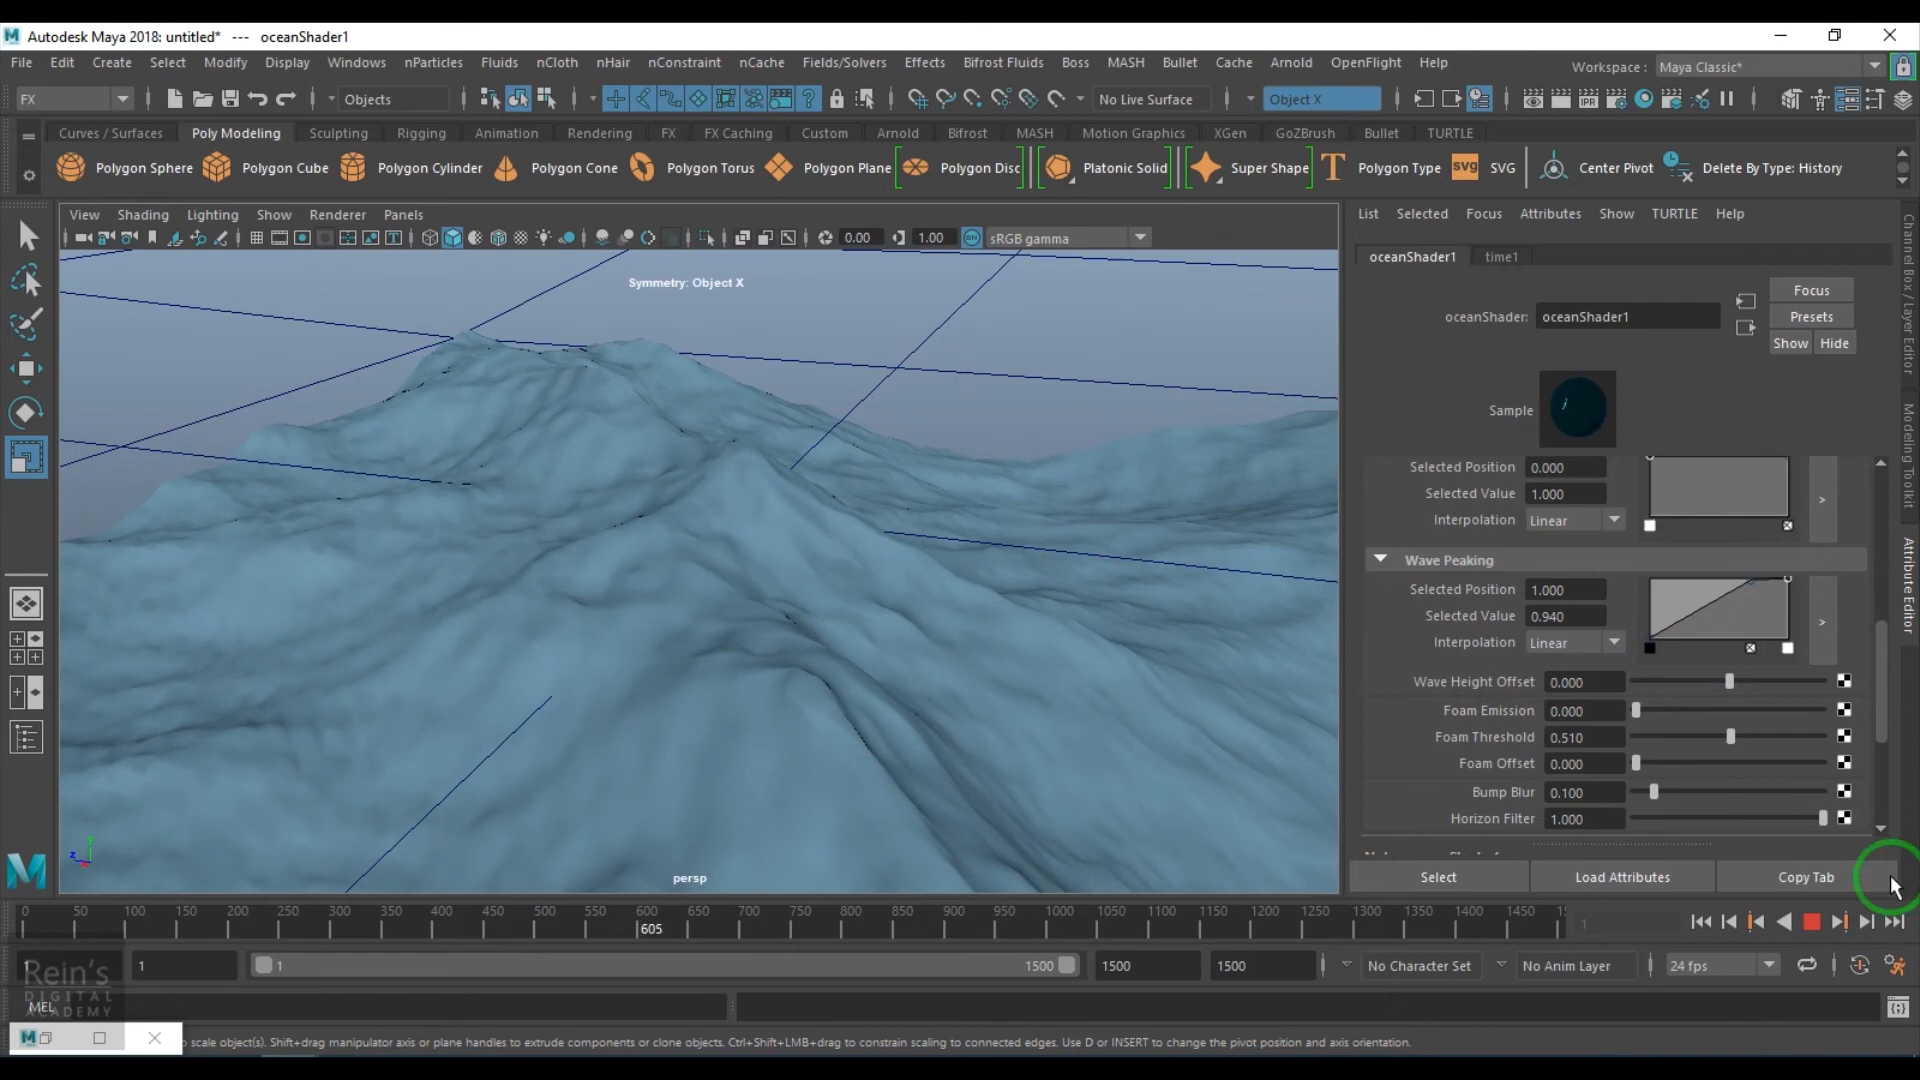 Autodesk Maya 2018: untitled* --- oceanShader1
File Edit Create Select Modify Display Windows nParticles Fluids nCloth nHair nConstraint nCache Fields/Solvers Effects Bifrost Fluids Boss MASH Bullet Cache Arnold OpenFlight Help Workspace : Maya Classic*
FX Objects No Live Surface Object X
Curves / Surfaces Poly Modeling Sculpting Rigging Animation Rendering FX FX Caching Custom Arnold Bifrost MASH Motion Graphics XGen GoZBrush Bullet TURTLE
Polygon Sphere Polygon Cube Polygon Cylinder Polygon Cone Polygon Torus Polygon Plane Polygon Disc Platonic Solid Super Shape Polygon Type svg SVG Center Pivot Delete By Type: History
View Shading Lighting Show Renderer Panels
0.00 1.00 ON sRGB gamma
Symmetry: Object X
persp
List Selected Focus Attributes Show TURTLE Help
oceanShader1 time1
oceanShader: oceanShader1
Focus
Presets
Show Hide
Sample
Selected Position 0.000
Selected Value 1.000
Interpolation Linear
Wave Peaking
Selected Position 1.000
Selected Value 0.940
Interpolation Linear
Wave Height Offset 0.000
Foam Emission 0.000
Foam Threshold 0.510
Foam Offset 0.000
Bump Blur 0.100
Horizon Filter 1.000
Select Load Attributes Copy Tab
Channel Box / Layer Editor
Modeling Toolkit
Attribute Editor
0 50 100 150 200 250 300 350 400 450 500 550 600 650 700 750 800 850 900 950 1000 1050 1100 1150 1200 1250 1300 1350 1400 1450
605
1
1 1 1500 1500 1500 No Character Set No Anim Layer 24 fps
Rein's
DIGITAL
ACADEMY
MEL
to scale object(s). Shift+drag manipulator axis or plane handles to extrude components or clone objects. Ctrl+Shift+LMB+drag to constrain scaling to connected edges. Use D or INSERT to change the pivot position and axis orientation.